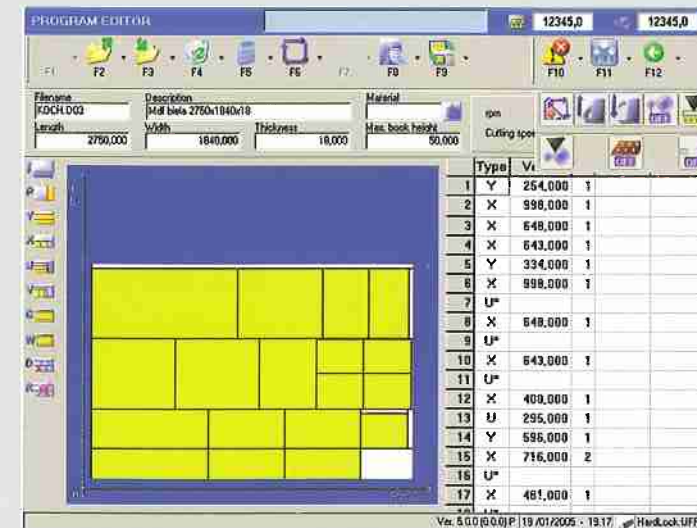 PROGRAM EDITOR 12345,0 12345,0
F1 F2 F3 F4 F5 F6 F7 F8 F9 F10 F11 F12
Filename Description Material
KOCH.D03 Mdf biela 2750x1840x18
Length Width Thickness Max. book height
2750,000 1840,000 18,000 50,000
rpm
Cutting
OFF OFF
Type
1 Y 254,000 1
2 X 998,000 1
3 X 648,000 1
4 X 643,000 1
5 Y 334,000 1
6 X 998,000 1
7 U*
8 X 648,000 1
9 U*
10 X 643,000 1
11 U*
12 X 400,000 1
13 U 295,000 1
14 Y 596,000 1
15 X 716,000 2
16 U*
17 X 481,000 1
Ver. 5.0.0 19/01/2005 - 19.17 HardLock:UP